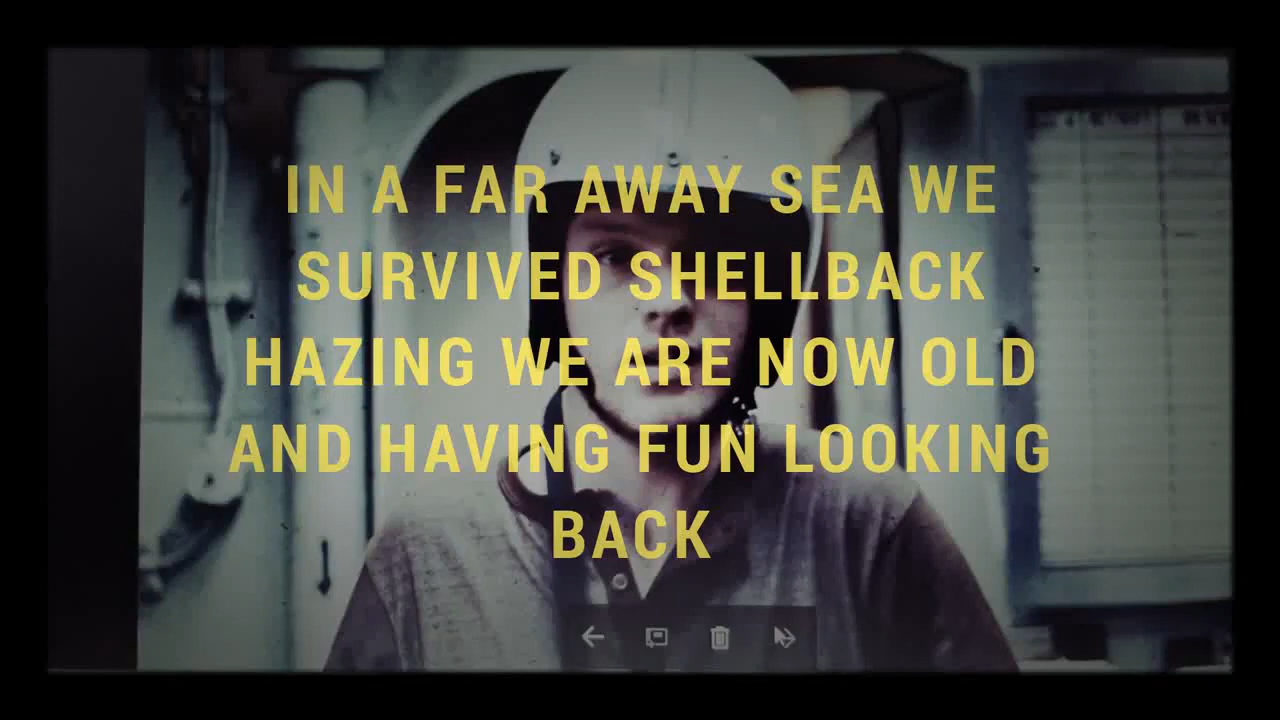 IN A FAR AWAY SEA WE
SURVIVED SHELLBACK
HAZING WE ARE NOW OLD
AND HAVING FUN LOOKING
BACK